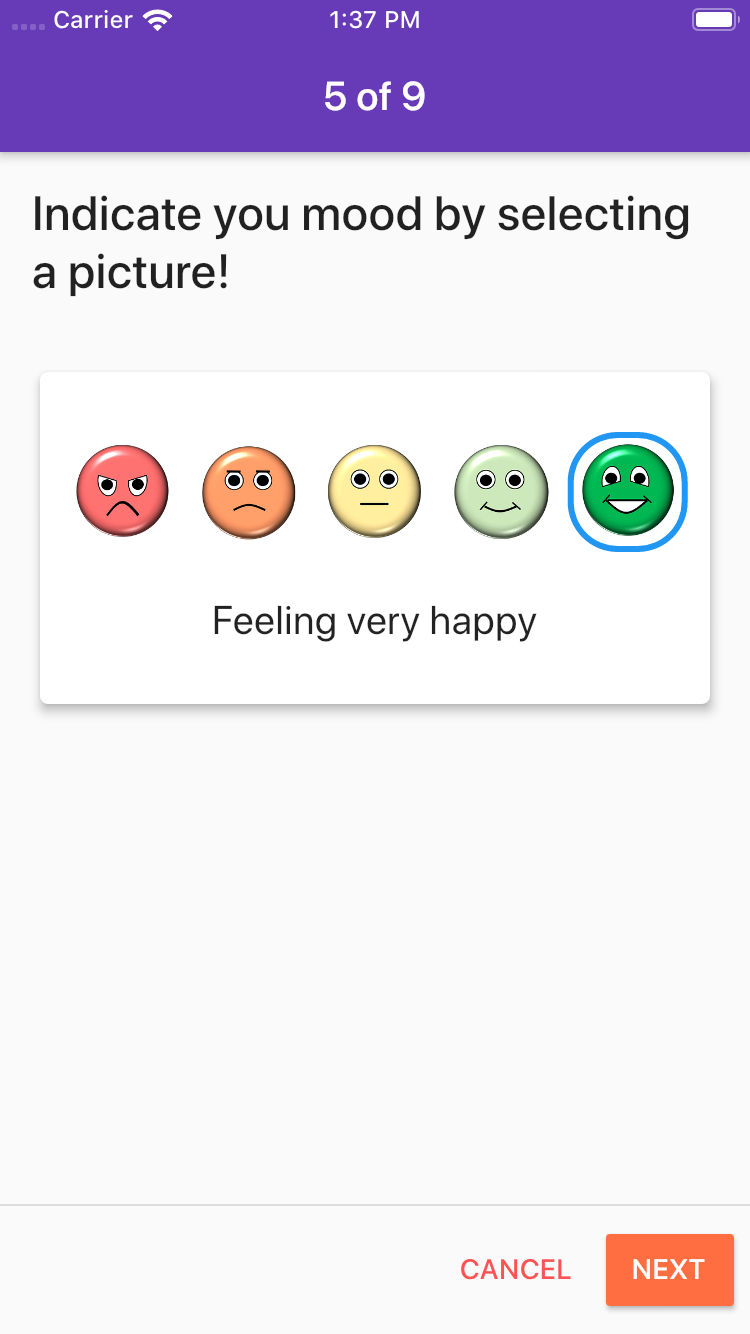 Carrier 1:37 PM
5 of 9
Indicate you mood by selecting
a picture!
Feeling very happy
CANCEL NEXT